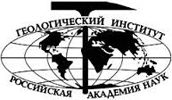 ГЕОЛОГИЧЕСКИЙ ИНСТИТУТ
РОССИЙСКАЯ АКАДЕМИЯ НАУК